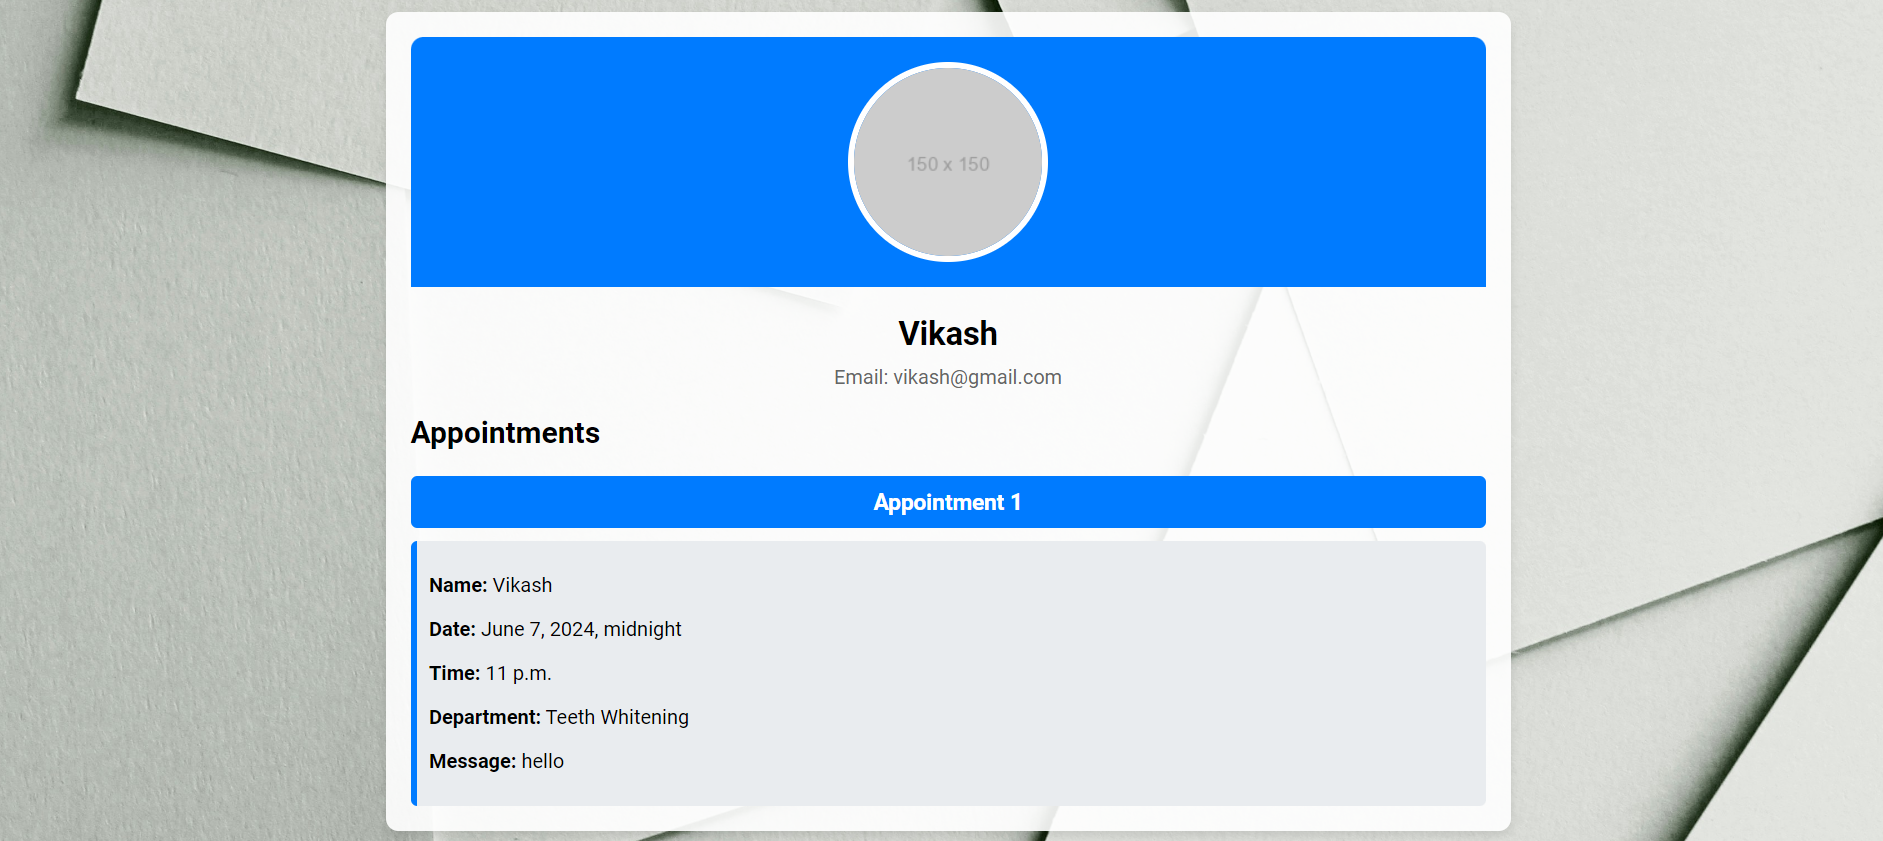 150 x 150
Vikash
Email: vikash@gmail.com
Appointments
Appointment 1
Name: Vikash
Date: June 7, 2024, midnight
Time: 11 p.m.
Department: Teeth Whitening
Message: hello